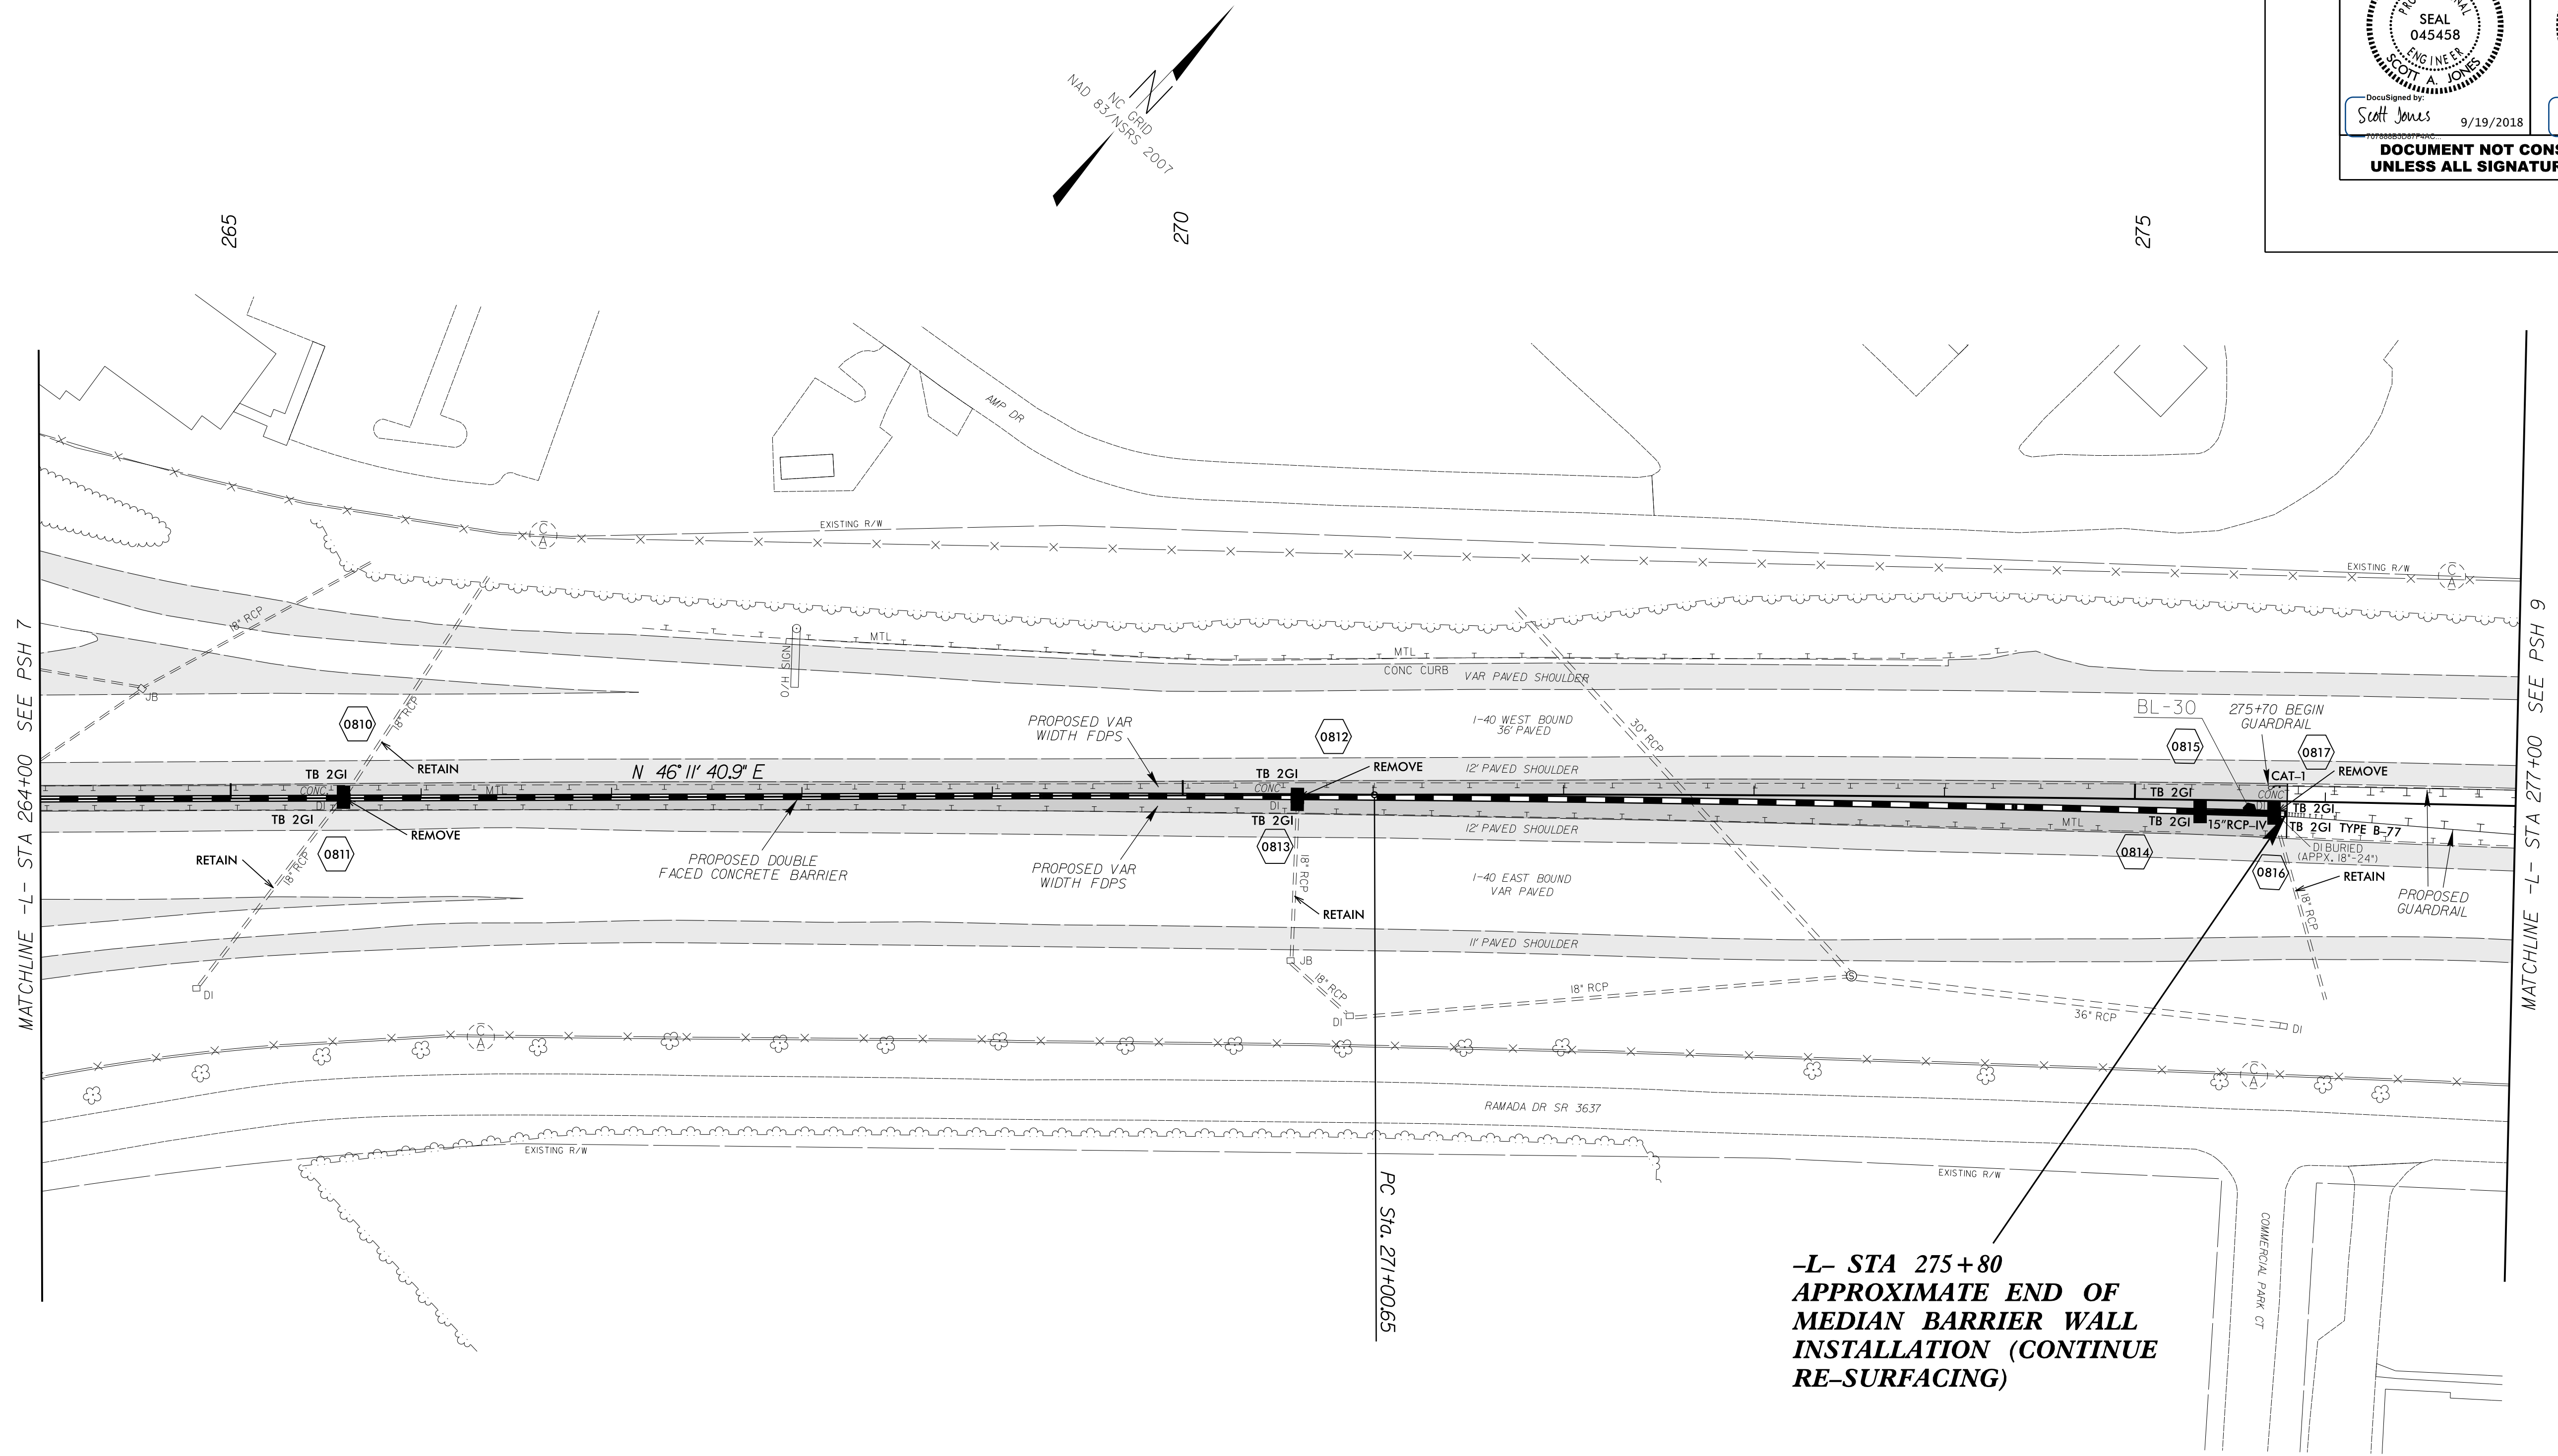 SEAL
045458
ENGINEER
SCOTT A. JONES
DocuSigned by:
Scott Jones
9/19/2018
DOCUMENT NOT CONS
UNLESS ALL SIGNATUR
NC GRID
NAD 83/NSRS 2007
265
270
275
AMP DR
EXISTING R/W
C
A
EXISTING R/W
C
A
18" RCP
JB
18" RCP
O/H SIGN
MTL
MTL
CONC CURB
VAR PAVED SHOULDER
30" RCP
MATCHLINE -L- STA 264+00 SEE PSH 7
MATCHLINE -L- STA 277+00 SEE PSH 9
0810
RETAIN
TB 2GI
CONC
DI
MTL
N 46° 11' 40.9" E
TB 2GI
REMOVE
0811
RETAIN
18" RCP
DI
PROPOSED VAR
WIDTH FDPS
0812
TB 2GI
CONC
DI
REMOVE
TB 2GI
0813
PROPOSED DOUBLE
FACED CONCRETE BARRIER
PROPOSED VAR
WIDTH FDPS
18" RCP
RETAIN
JB
18" RCP
DI
I-40 WEST BOUND
36' PAVED
12' PAVED SHOULDER
12' PAVED SHOULDER
I-40 EAST BOUND
VAR PAVED
11' PAVED SHOULDER
18" RCP
S
36" RCP
DI
BL-30
275+70 BEGIN
GUARDRAIL
0815
0817
CAT-1
REMOVE
TB 2GI
CONC
DI
TB 2GI
MTL
TB 2GI
15"RCP-IV
TB 2GI
TYPE B-77
DI BURIED
(APPX. 18"-24")
0814
0816
RETAIN
18" RCP
PROPOSED
GUARDRAIL
C
A
C
A
RAMADA DR SR 3637
EXISTING R/W
EXISTING R/W
PC Sta. 271+00.65
COMMERCIAL PARK CT
-L- STA 275+80
APPROXIMATE END OF
MEDIAN BARRIER WALL
INSTALLATION (CONTINUE
RE-SURFACING)